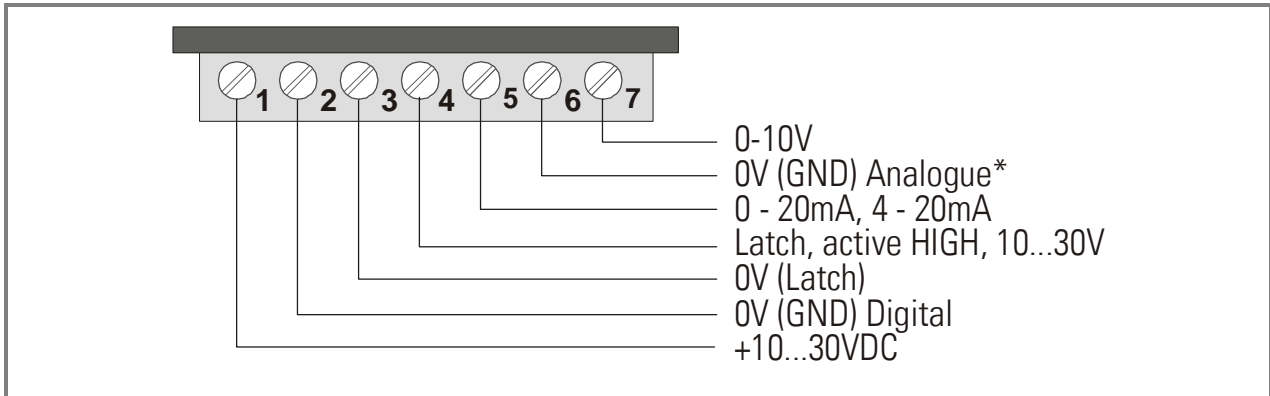 1 2 3 4 5 6 7
0-10V
0V (GND) Analogue*
0 - 20mA, 4 - 20mA
Latch, active HIGH, 10...30V
0V (Latch)
0V (GND) Digital
+10...30VDC